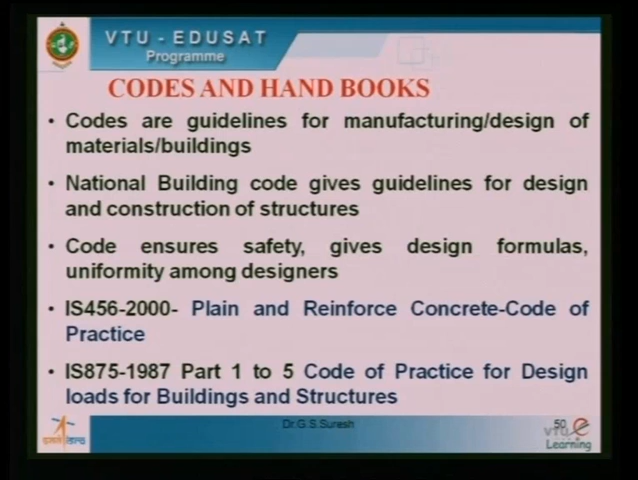 VTU - EDUSAT
Programme
CODES AND HAND BOOKS
• Codes are guidelines for manufacturing/design of
materials/buildings
• National Building code gives guidelines for design
and construction of structures
• Code ensures safety, gives design formulas,
uniformity among designers
• IS456-2000- Plain and Reinforce Concrete-Code of
Practice
• IS875-1987 Part 1 to 5 Code of Practice for Design
loads for Buildings and Structures
Dr.G.S.Suresh
50
VTU e
Learning